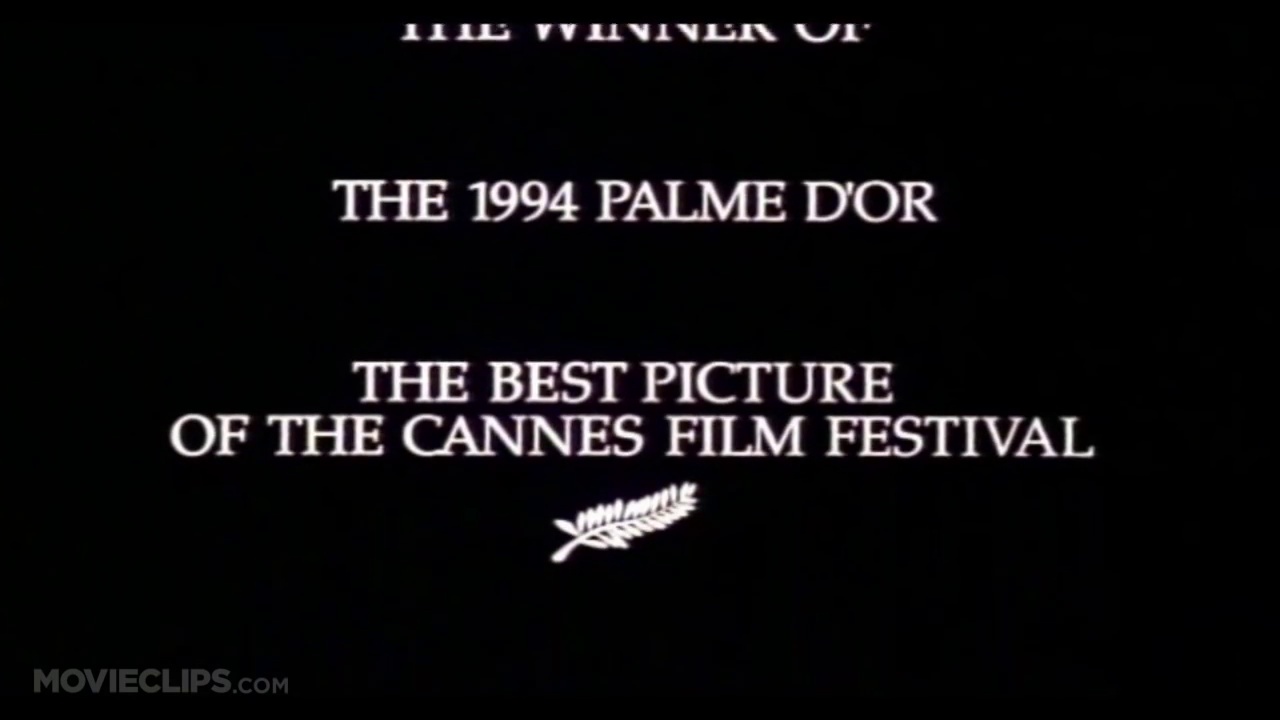 THE WINNER OF
THE 1994 PALME D'OR
THE BEST PICTURE
OF THE CANNES FILM FESTIVAL
MOVIECLIPS.COM